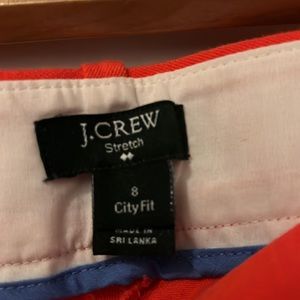 J.CREW
Stretch
8
City Fit
MADE IN
SRI LANKA